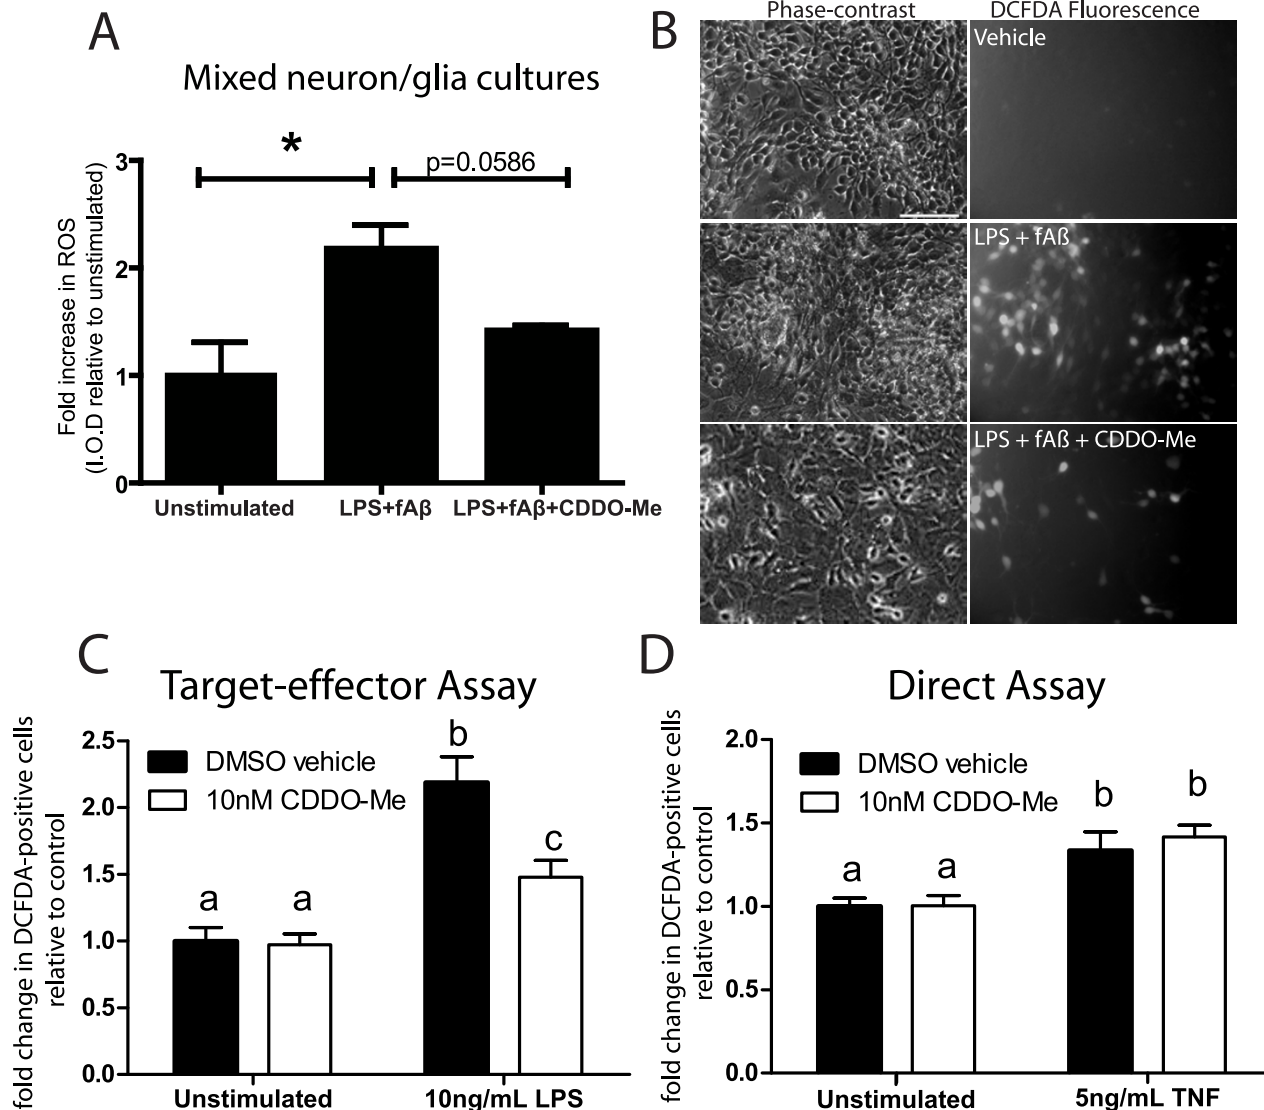 A
Mixed neuron/glia cultures
Fold increase in ROS
(I.O.D relative to unstimulated)
3
2
1
0
*
p=0.0586
Unstimulated
LPS+fAβ
LPS+fAβ+CDDO-Me
B
Phase-contrast
DCFDA Fluorescence
Vehicle
LPS + fAß
LPS + fAß + CDDO-Me
C
Target-effector Assay
fold change in DCFDA-positive cells
relative to control
2.5
2.0
1.5
1.0
0.5
0.0
DMSO vehicle
10nM CDDO-Me
a
a
b
c
Unstimulated
10ng/mL LPS
D
Direct Assay
fold change in DCFDA-positive cells
relative to control
2.0
1.5
1.0
0.5
0.0
DMSO vehicle
10nM CDDO-Me
a
a
b
b
Unstimulated
5ng/mL TNF